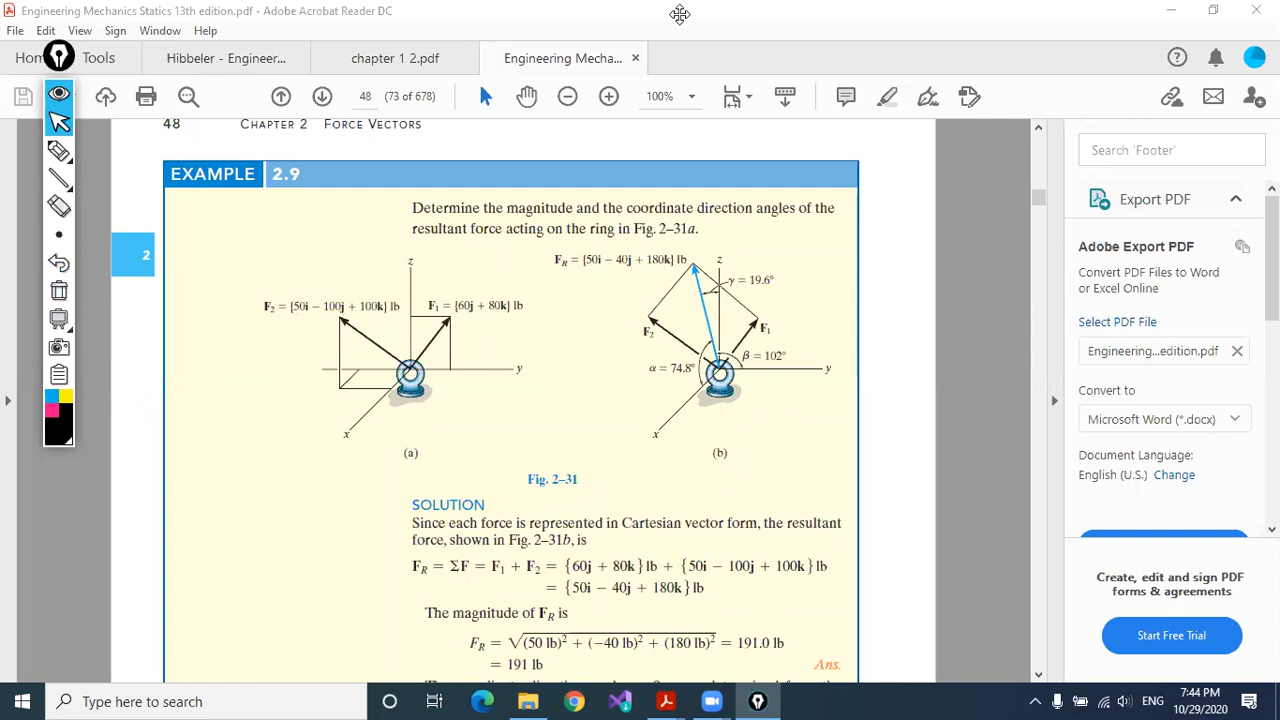 Engineering Mechanics Statics 13th edition.pdf - Adobe Acrobat Reader DC
File Edit View Sign Window Help
Tools
Hibbeler - Engineer... chapter 1 2.pdf Engineering Mecha... ×
48 (73 of 678) 100%
48 CHAPTER 2 FORCE VECTORS
EXAMPLE 2.9
Determine the magnitude and the coordinate direction angles of the
resultant force acting on the ring in Fig. 2–31a.
2
F₂ = {50i − 100j + 100k} lb
F₁ = {60j + 80k} lb
z
y
x
(a)
F_R = {50i − 40j + 180k} lb
z
γ = 19.6°
F₂
F₁
β = 102°
α = 74.8°
y
x
(b)
Fig. 2–31
SOLUTION
Since each force is represented in Cartesian vector form, the resultant
force, shown in Fig. 2–31b, is
F_R = ΣF = F₁ + F₂ = {60j + 80k} lb + {50i − 100j + 100k} lb
= {50i − 40j + 180k} lb
The magnitude of F_R is
F_R = √(50 lb)² + (−40 lb)² + (180 lb)² = 191.0 lb
= 191 lb Ans.
Search 'Footer'
Export PDF
Adobe Export PDF
Convert PDF Files to Word
or Excel Online
Select PDF File
Engineering...edition.pdf ×
Convert to
Microsoft Word (*.docx)
Document Language:
English (U.S.) Change
Create, edit and sign PDF
forms & agreements
Start Free Trial
Type here to search
ENG
7:44 PM
10/29/2020